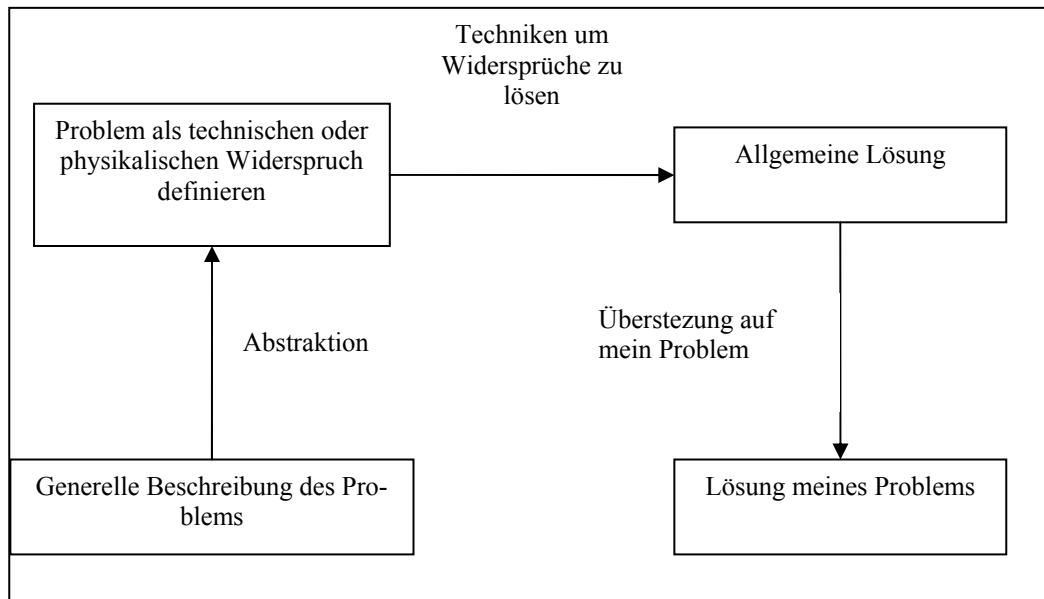 Techniken um
Widersprüche zu
lösen
Problem als technischen oder
physikalischen Widerspruch
definieren
Allgemeine Lösung
Abstraktion
Überstezung auf
mein Problem
Generelle Beschreibung des Pro-
blems
Lösung meines Problems